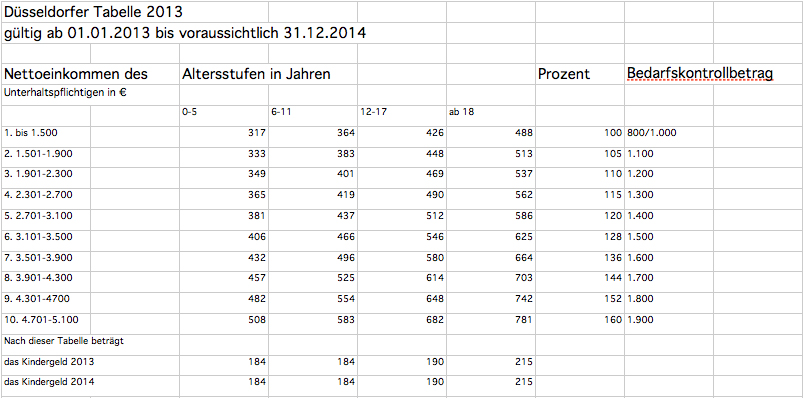 Düsseldorfer Tabelle 2013
gültig ab 01.01.2013 bis voraussichtlich 31.12.2014
Nettoeinkommen des Altersstufen in Jahren Prozent Bedarfskontrollbetrag
Unterhaltspflichtigen in €
0-5 6-11 12-17 ab 18
1. bis 1.500 317 364 426 488 100 800/1.000
2. 1.501-1.900 333 383 448 513 105 1.100
3. 1.901-2.300 349 401 469 537 110 1.200
4. 2.301-2.700 365 419 490 562 115 1.300
5. 2.701-3.100 381 437 512 586 120 1.400
6. 3.101-3.500 406 466 546 625 128 1.500
7. 3.501-3.900 432 496 580 664 136 1.600
8. 3.901-4.300 457 525 614 703 144 1.700
9. 4.301-4700 482 554 648 742 152 1.800
10. 4.701-5.100 508 583 682 781 160 1.900
Nach dieser Tabelle beträgt
das Kindergeld 2013 184 184 190 215
das Kindergeld 2014 184 184 190 215